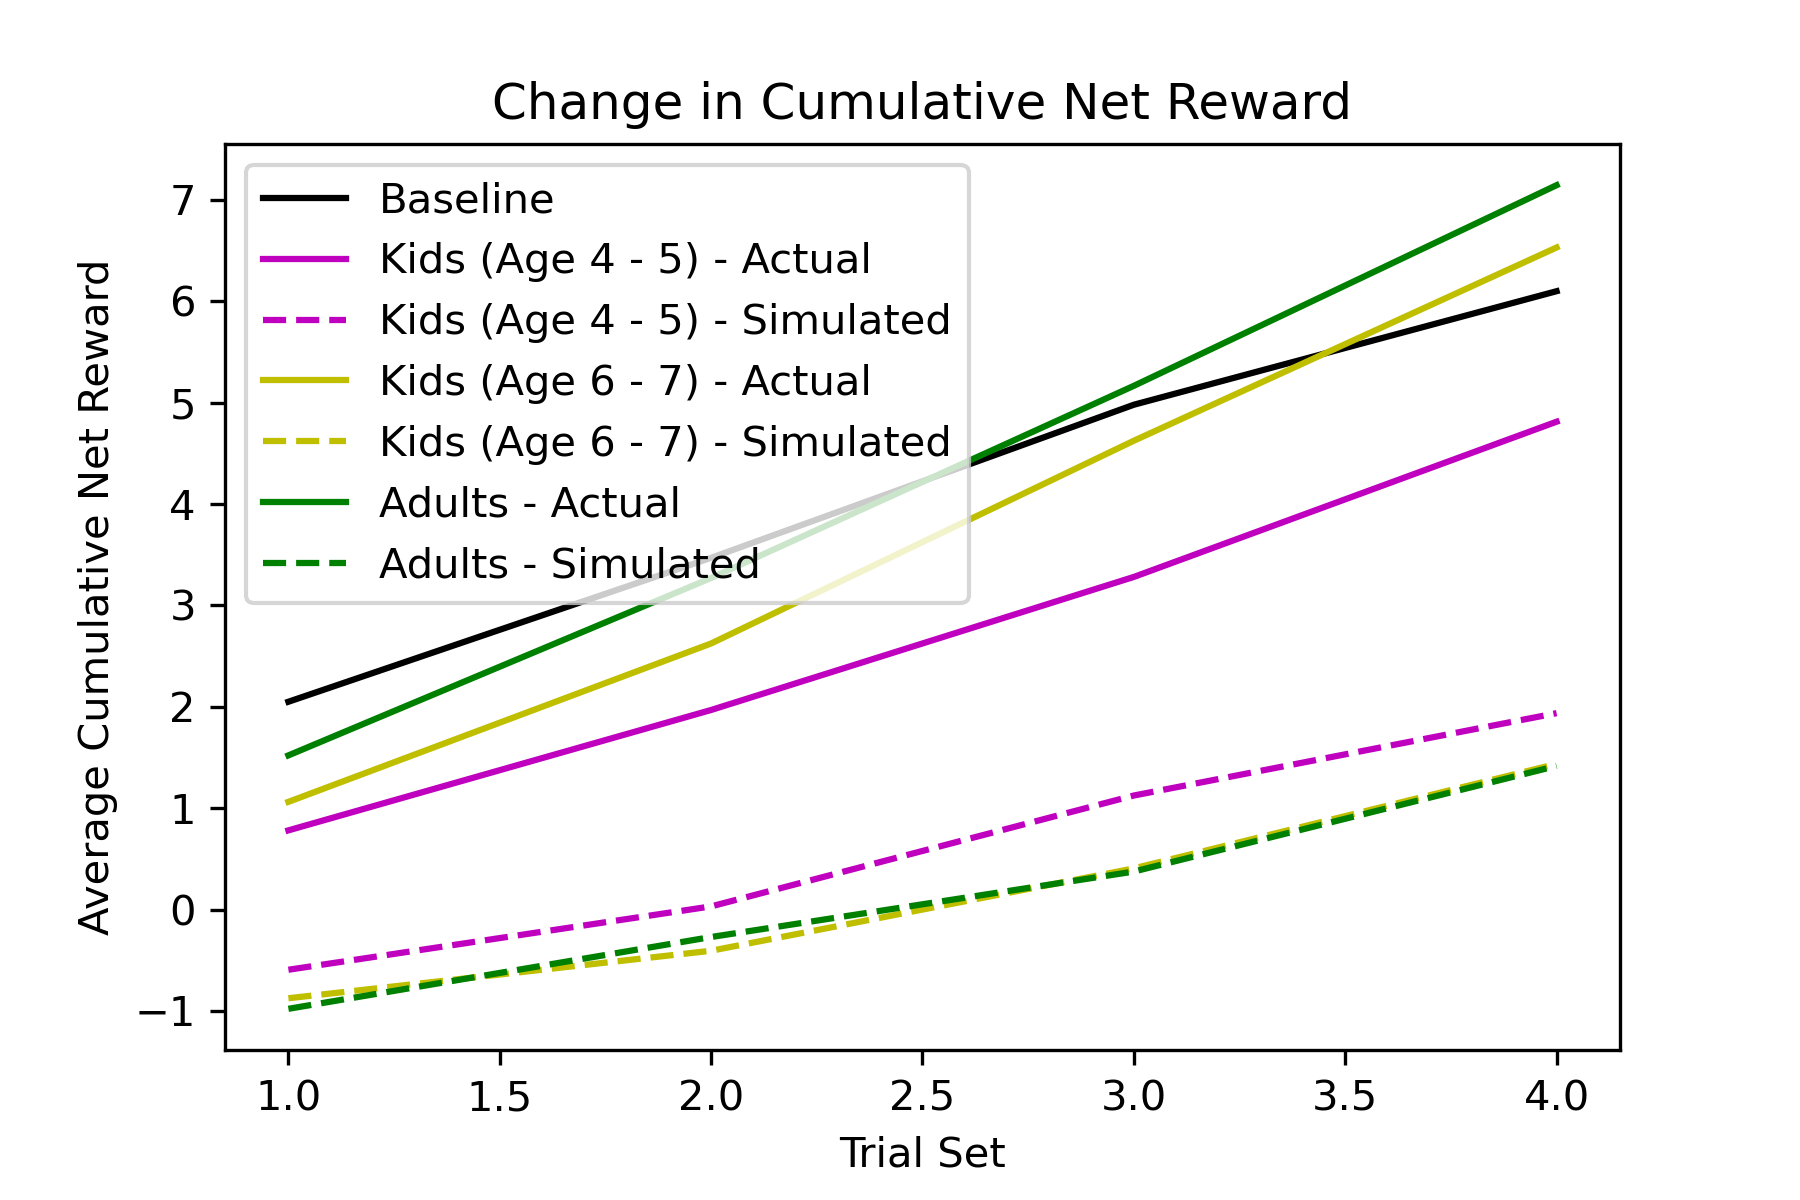 Change in Cumulative Net Reward
Average Cumulative Net Reward
7
6
5
4
3
2
1
0
−1
Baseline
Kids (Age 4 - 5) - Actual
Kids (Age 4 - 5) - Simulated
Kids (Age 6 - 7) - Actual
Kids (Age 6 - 7) - Simulated
Adults - Actual
Adults - Simulated
1.0 1.5 2.0 2.5 3.0 3.5 4.0
Trial Set